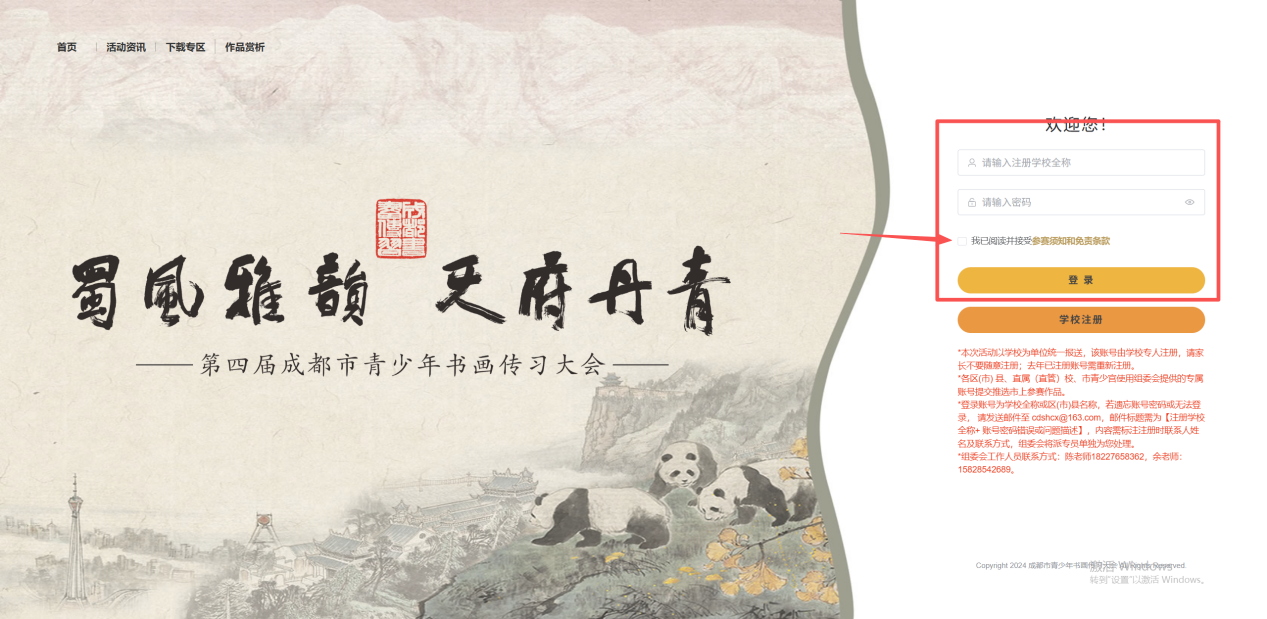 首页
活动资讯
下载专区
作品赏析
欢迎您!
请输入注册学校全称
请输入密码
我已阅读并接受参赛须知和免责条款
登 录
学校注册
蜀風雅韻 天府丹青
第四届成都市青少年书画传习大会
*本次活动以学校为单位统一报送，该账号由学校专人注册，请家
长不要随意注册；去年已注册账号需重新注册。
*各区(市) 县、直属（直管）校、市青少宫使用组委会提供的专属
账号提交推选市上参赛作品。
*登录账号为学校全称或区(市)县名称，若遗忘账号密码或无法登
录， 请发送邮件至 cdshcx@163.com，邮件标题需为【注册学校
全称+ 账号密码错误或问题描述】，内容需标注注册时联系人姓
名及联系方式，组委会将派专员单独为您处理。
*组委会工作人员联系方式：陈老师18227658362，余老师：
15828542689。
Copyright 2024 成都市青少年书画传习大会 All Rights Reserved.
激活 Windows
转到"设置"以激活 Windows。